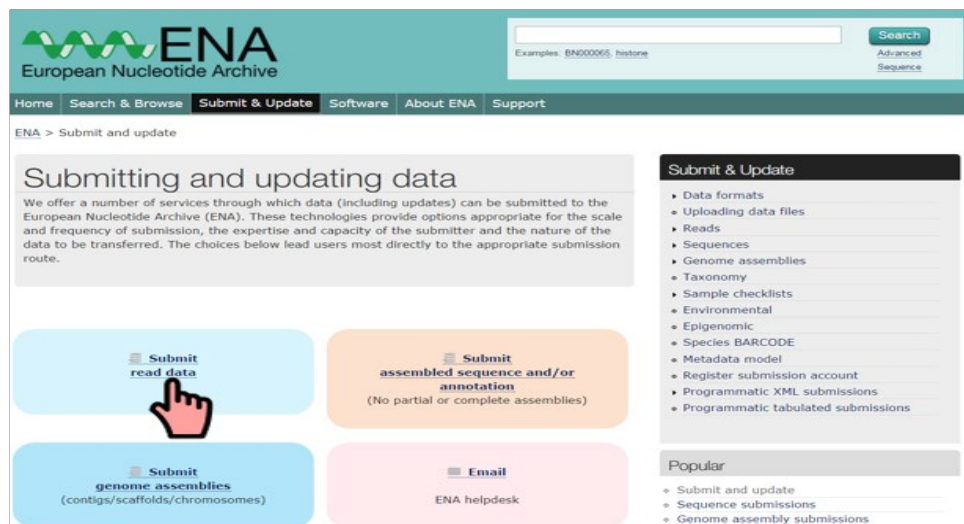 ENA
European Nucleotide Archive
Examples: BN000065, histone
Search
Advanced
Sequence
Home Search & Browse Submit & Update Software About ENA Support
ENA > Submit and update
Submitting and updating data
We offer a number of services through which data (including updates) can be submitted to the
European Nucleotide Archive (ENA). These technologies provide options appropriate for the scale
and frequency of submission, the expertise and capacity of the submitter and the nature of the
data to be transferred. The choices below lead users most directly to the appropriate submission
route.
Submit
read data
Submit
assembled sequence and/or
annotation
(No partial or complete assemblies)
Submit
genome assemblies
(contigs/scaffolds/chromosomes)
Email
ENA helpdesk
Submit & Update
Data formats
Uploading data files
Reads
Sequences
Genome assemblies
Taxonomy
Sample checklists
Environmental
Epigenomic
Species BARCODE
Metadata model
Register submission account
Programmatic XML submissions
Programmatic tabulated submissions
Popular
Submit and update
Sequence submissions
Genome assembly submissions